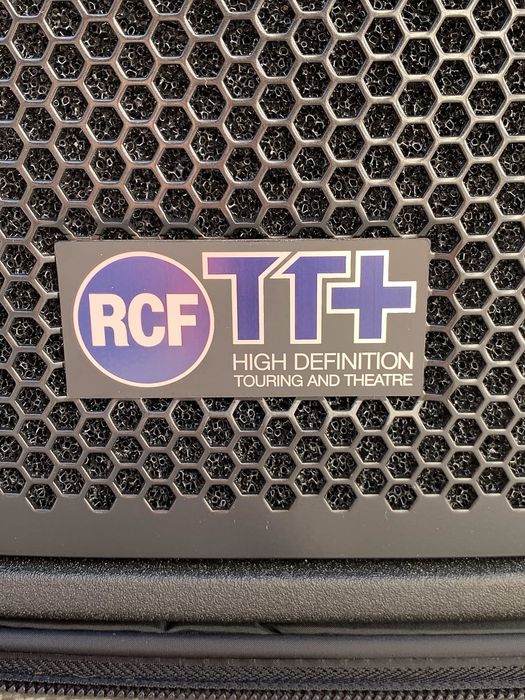 RCF TT+
HIGH DEFINITION
TOURING AND THEATRE